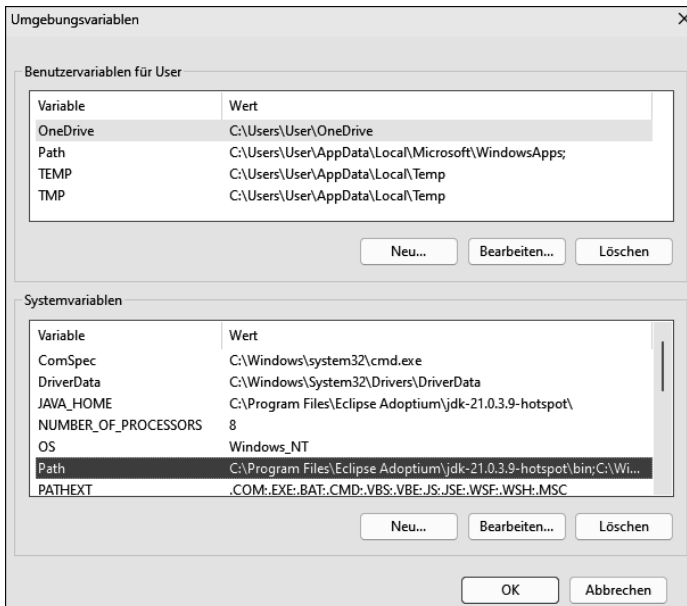 Umgebungsvariablen
Benutzervariablen für User
Variable Wert
OneDrive C:\Users\User\OneDrive
Path C:\Users\User\AppData\Local\Microsoft\WindowsApps;
TEMP C:\Users\User\AppData\Local\Temp
TMP C:\Users\User\AppData\Local\Temp
Neu... Bearbeiten... Löschen
Systemvariablen
Variable Wert
ComSpec C:\Windows\system32\cmd.exe
DriverData C:\Windows\System32\Drivers\DriverData
JAVA_HOME C:\Program Files\Eclipse Adoptium\jdk-21.0.3.9-hotspot\
NUMBER_OF_PROCESSORS 8
OS Windows_NT
Path C:\Program Files\Eclipse Adoptium\jdk-21.0.3.9-hotspot\bin;C:\Wi...
PATHEXT .COM;.EXE;.BAT;.CMD;.VBS;.VBE;.JS;.JSE;.WSF;.WSH;.MSC
Neu... Bearbeiten... Löschen
OK Abbrechen